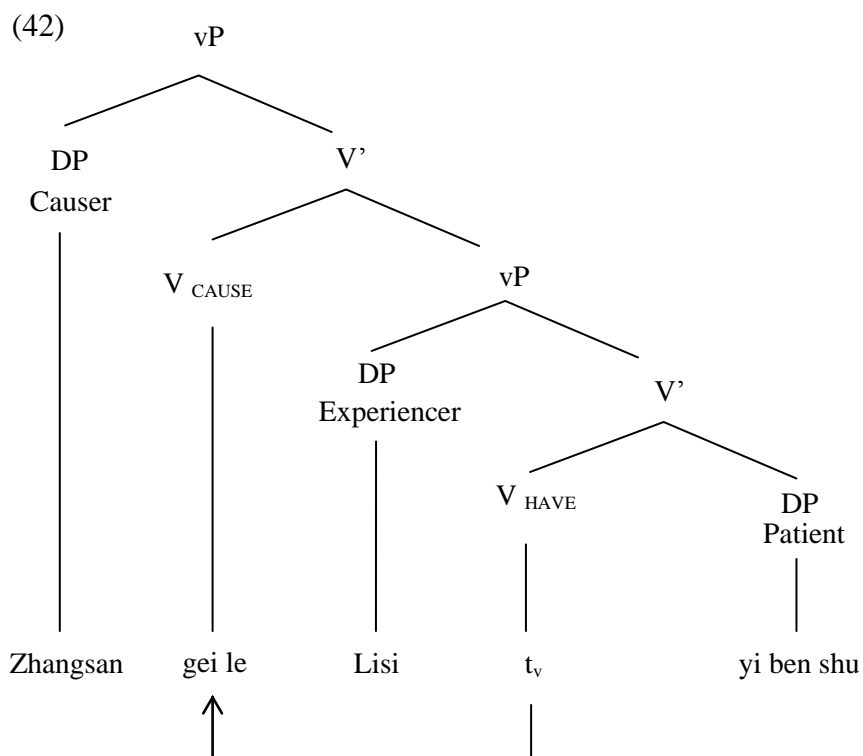 (42)
vP
DP
Causer
V’
V CAUSE
vP
DP
Experiencer
V’
V HAVE
DP
Patient
Zhangsan gei le Lisi tv yi ben shu